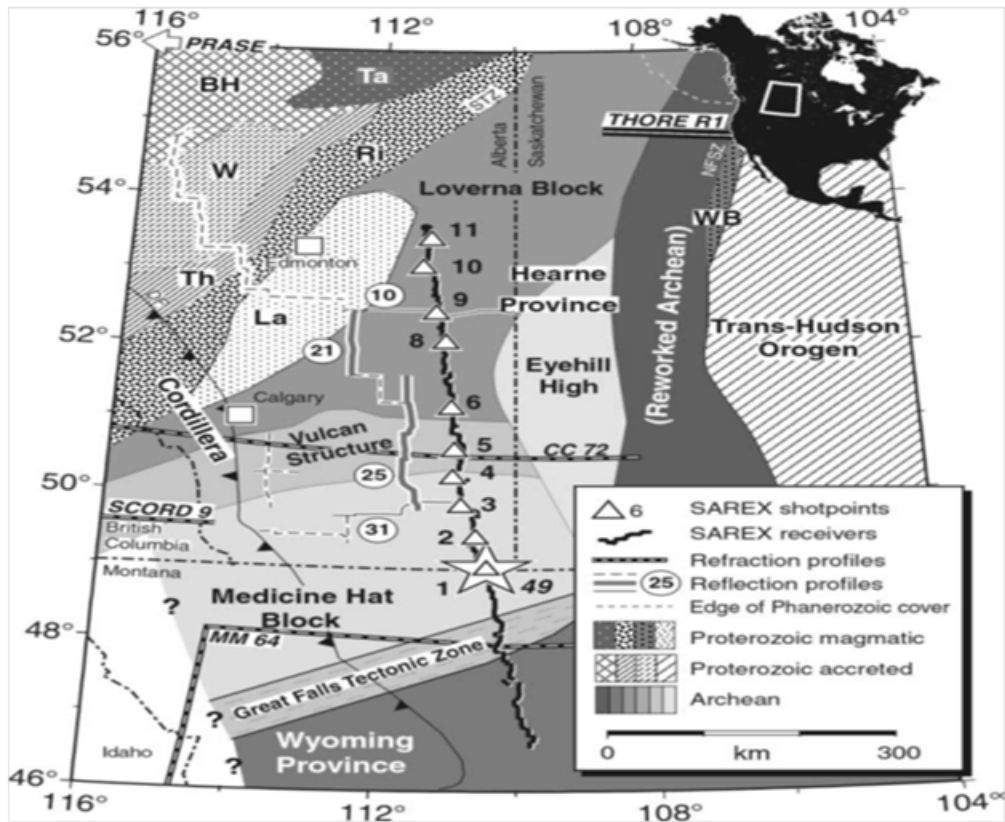 116°
112
108°
104°
56°
PRASE
BH
Ta
STZ
THORE R1
Alberta
Saskatchewan
W
Ri
NFSZ
54°
Loverna Block
WB
11
Edmonton
10
Hearne
Province
Th
10
9
La
(Reworked Archean)
Trans-Hudson
Orogen
52°
21
8
Eyehill
High
Cordillera
Calgary
6
Vulcan
Structure
5
CC 72
50°
25
4
SCORD 9
3
British
Columbia
31
2
Montana
1
49
?
Medicine Hat
Block
48°
MM 64
Great Falls Tectonic Zone
?
Wyoming
Province
Idaho
?
46°
116°
112°
108°
104°
6 SAREX shotpoints
SAREX receivers
Refraction profiles
25 Reflection profiles
Edge of Phanerozoic cover
Proterozoic magmatic
Proterozoic accreted
Archean
0 km 300